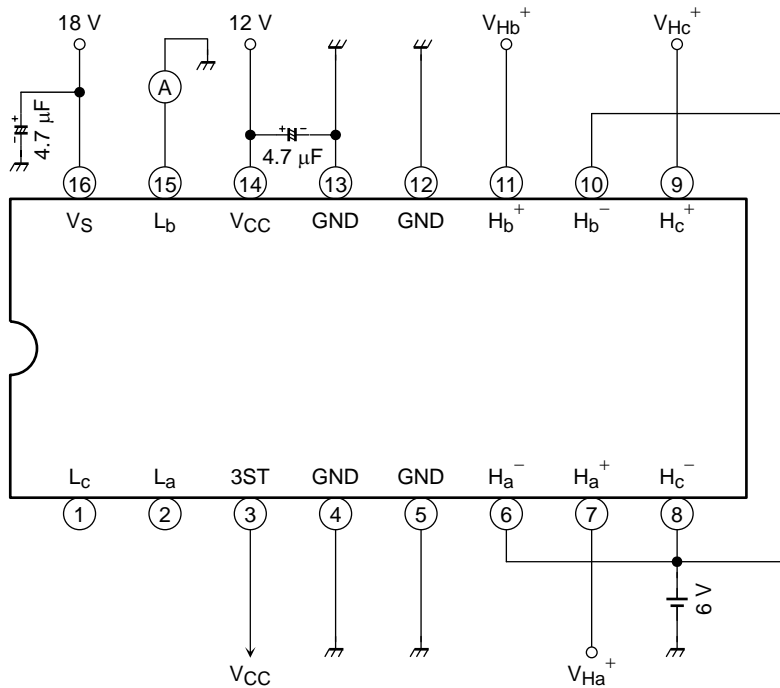 18 V 12 V V_Hb^+ V_Hc^+
A
+ - 4.7 μF
+ - 4.7 μF
16 15 14 13 12 11 10 9
V_S L_b V_CC GND GND H_b^+ H_b^- H_c^+
L_c L_a 3ST GND GND H_a^- H_a^+ H_c^-
1 2 3 4 5 6 7 8
6 V
V_CC V_Ha^+